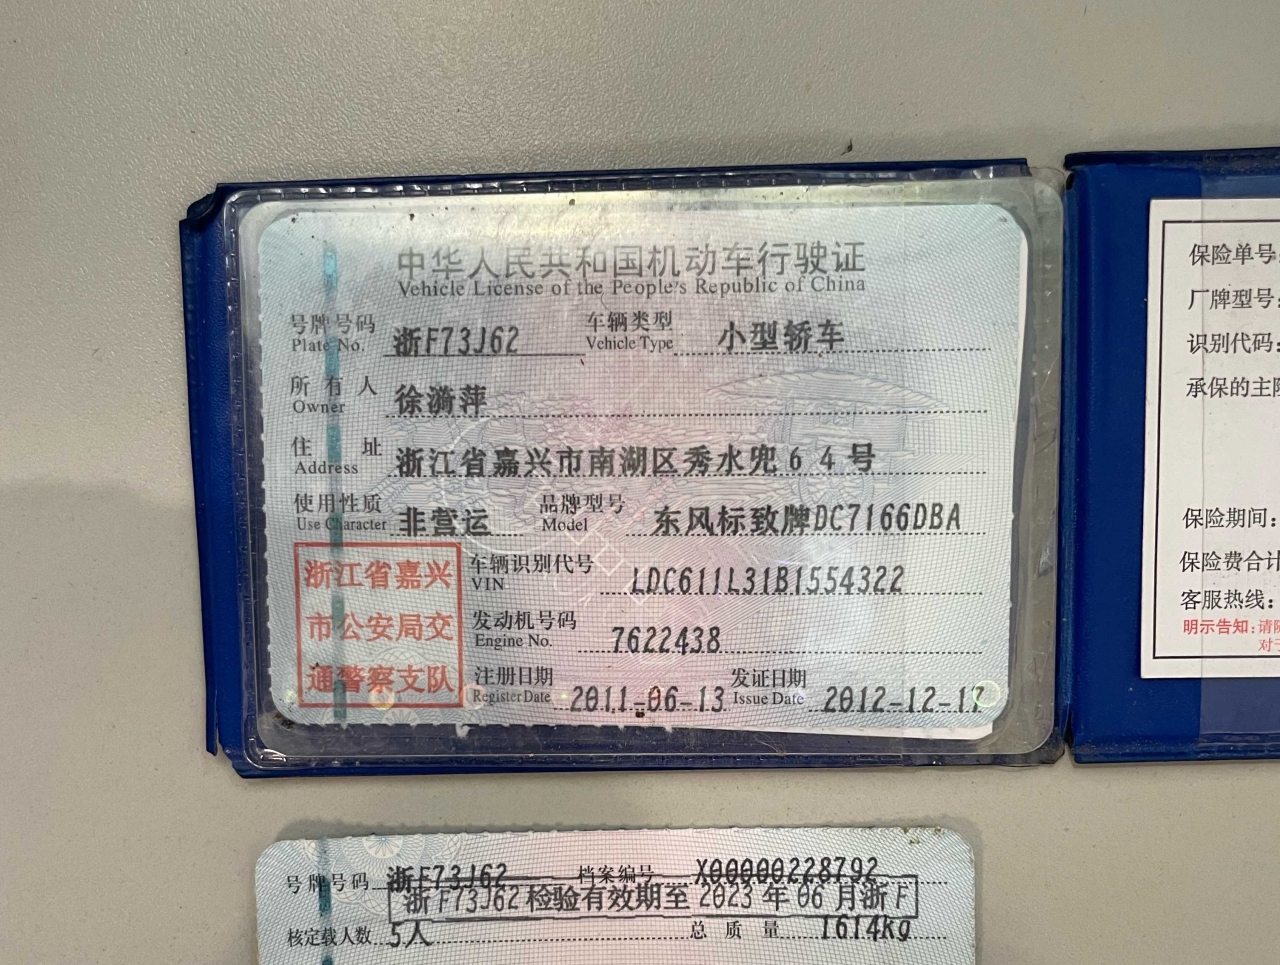 中华人民共和国机动车行驶证
Vehicle License of the People's Republic of China
号牌号码 浙F73J62 车辆类型 小型轿车
Plate No. Vehicle Type
所有人 徐漪萍
Owner
住址 浙江省嘉兴市南湖区秀水兜64号
Address
使用性质 非营运 品牌型号 东风标致牌DC7166DBA
Use Character Model
浙江省嘉兴
市公安局交
通警察支队
车辆识别代号 LDC611L31B1554322
VIN
发动机号码 7622438
Engine No.
注册日期 2011-06-13 发证日期 2012-12-17
Register Date Issue Date
号牌号码 浙F73J62 档案编号 X00000228792
浙F73J62 检验有效期至 2023 年 06 月浙F
核定载人数 5人 总质量 1614kg
保险单号:
厂牌型号:
识别代码:
承保的主险
保险期间:
保险费合计
客服热线:
明示告知:请
对于